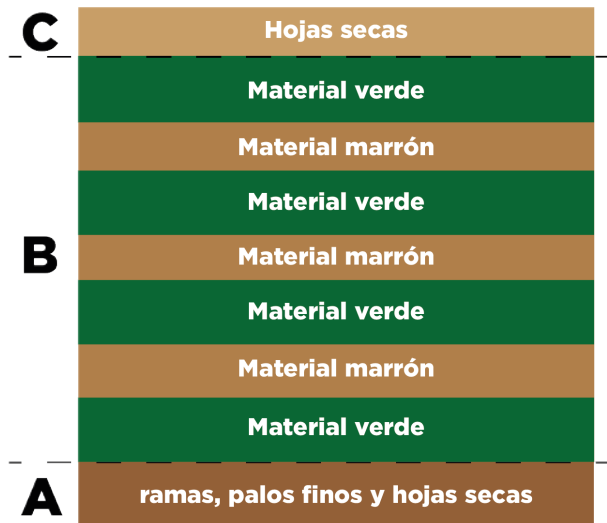 C
Hojas secas
Material verde
Material marrón
Material verde
B
Material marrón
Material verde
Material marrón
Material verde
A
ramas, palos finos y hojas secas